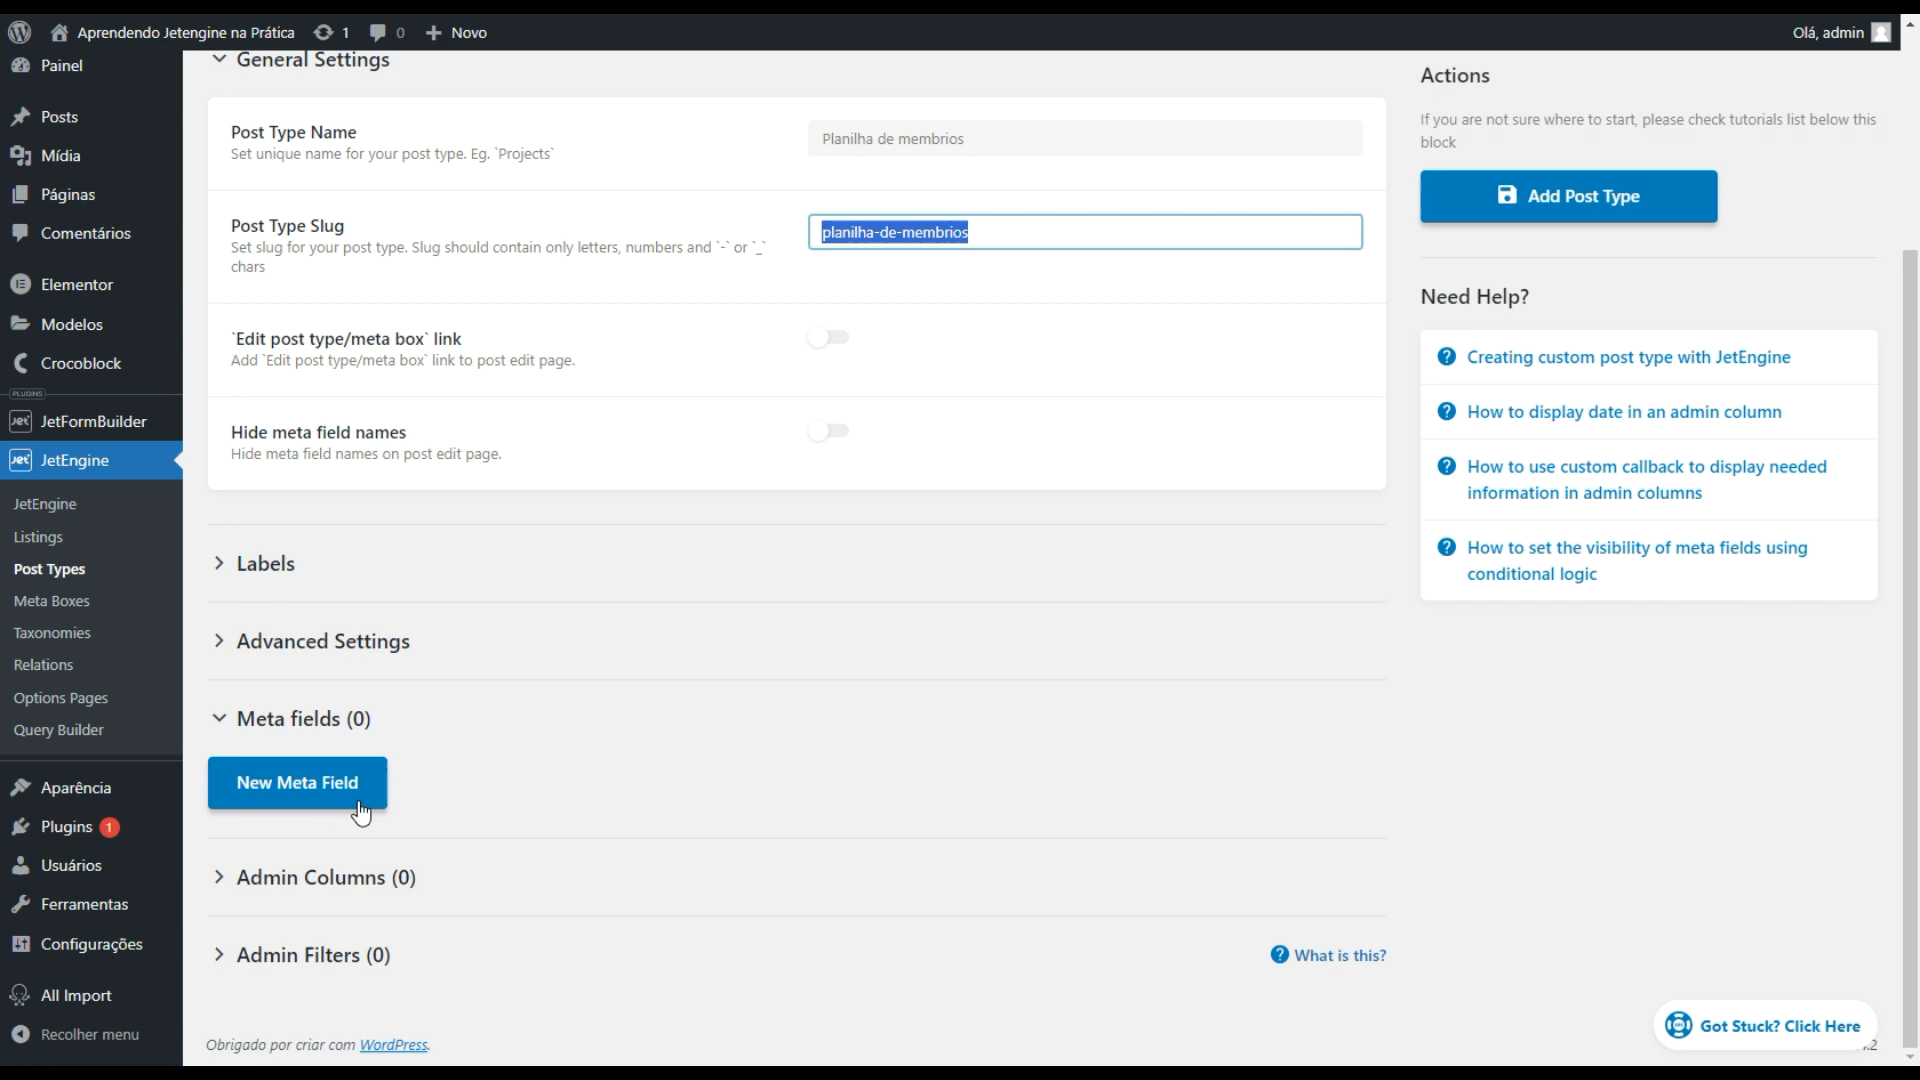 Aprendendo Jetengine na Prática
1
0
Novo
Olá, admin
Painel
Posts
Mídia
Páginas
Comentários
Elementor
Modelos
Crocoblock
PLUGINS
JetFormBuilder
JetEngine
JetEngine
Listings
Post Types
Meta Boxes
Taxonomies
Relations
Options Pages
Query Builder
Aparência
Plugins 1
Usuários
Ferramentas
Configurações
All Import
Recolher menu
General Settings
Post Type Name
Set unique name for your post type. Eg. `Projects`
Planilha de membrios
Post Type Slug
Set slug for your post type. Slug should contain only letters, numbers and `-` or `_`
chars
planilha-de-membrios
`Edit post type/meta box` link
Add `Edit post type/meta box` link to post edit page.
Hide meta field names
Hide meta field names on post edit page.
Labels
Advanced Settings
Meta fields (0)
New Meta Field
Admin Columns (0)
Admin Filters (0)
What is this?
Obrigado por criar com WordPress.
Actions
If you are not sure where to start, please check tutorials list below this
block
Add Post Type
Need Help?
Creating custom post type with JetEngine
How to display date in an admin column
How to use custom callback to display needed
information in admin columns
How to set the visibility of meta fields using
conditional logic
Got Stuck? Click Here